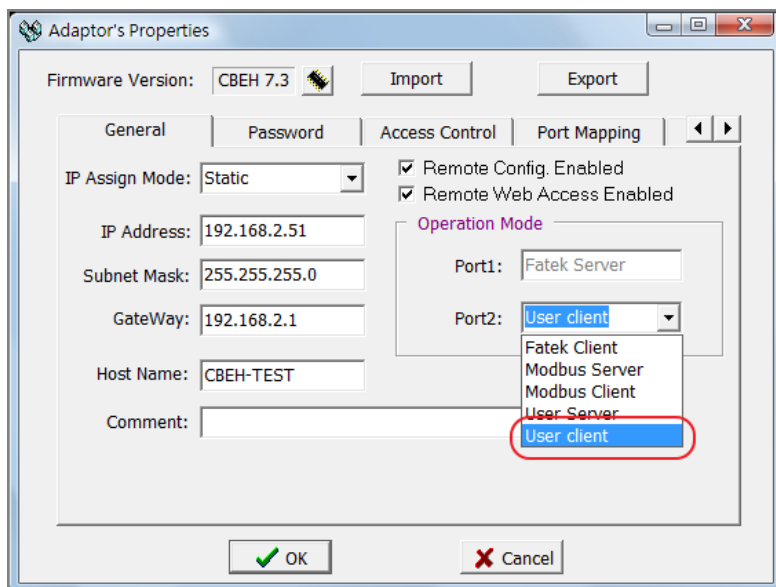 Adaptor's Properties
Firmware Version: CBEH 7.3 Import Export
General Password Access Control Port Mapping
IP Assign Mode: Static
Remote Config. Enabled
Remote Web Access Enabled
IP Address: 192.168.2.51
Subnet Mask: 255.255.255.0
GateWay: 192.168.2.1
Host Name: CBEH-TEST
Comment:
Operation Mode
Port1: Fatek Server
Port2: User client
Fatek Client
Modbus Server
Modbus Client
User Server
User client
OK Cancel